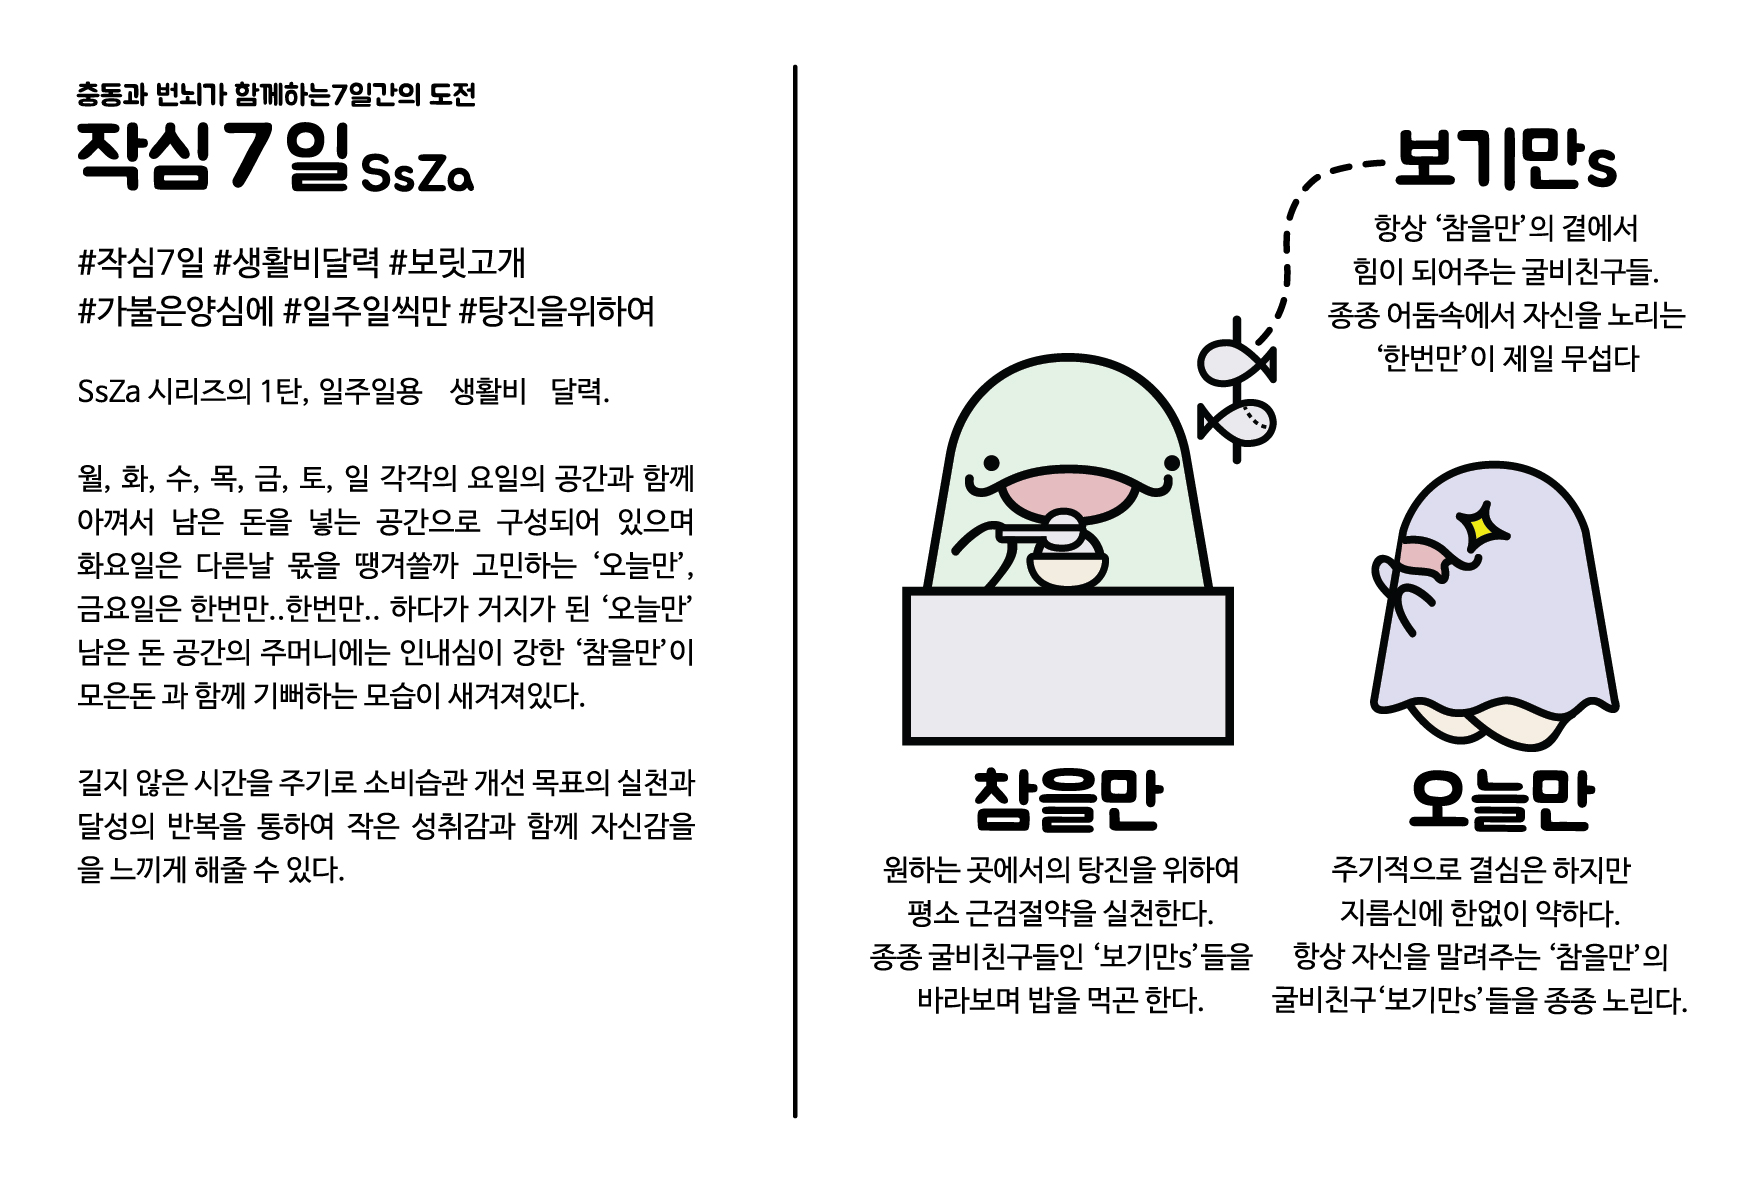 충동과 번뇌가 함께하는7일간의 도전
작심7일 SsZa
#작심7일 #생활비달력 #보릿고개
#가불은양심에 #일주일씩만 #탕진을위하여
SsZa 시리즈의 1탄, 일주일용 생활비 달력.
월, 화, 수, 목, 금, 토, 일 각각의 요일의 공간과 함께
아껴서 남은 돈을 넣는 공간으로 구성되어 있으며
화요일은 다른날 몫을 땡겨쓸까 고민하는 ‘오늘만’,
금요일은 한번만..한번만.. 하다가 거지가 된 ‘오늘만’
남은 돈 공간의 주머니에는 인내심이 강한 ‘참을만’이
모은돈 과 함께 기뻐하는 모습이 새겨져있다.
길지 않은 시간을 주기로 소비습관 개선 목표의 실천과
달성의 반복을 통하여 작은 성취감과 함께 자신감을
을 느끼게 해줄 수 있다.
보기만s
항상 ‘참을만’의 곁에서
힘이 되어주는 굴비친구들.
종종 어둠속에서 자신을 노리는
‘한번만’이 제일 무섭다
참을만
원하는 곳에서의 탕진을 위하여
평소 근검절약을 실천한다.
종종 굴비친구들인 ‘보기만s’들을
바라보며 밥을 먹곤 한다.
오늘만
주기적으로 결심은 하지만
지름신에 한없이 약하다.
항상 자신을 말려주는 ‘참을만’의
굴비친구‘보기만s’들을 종종 노린다.